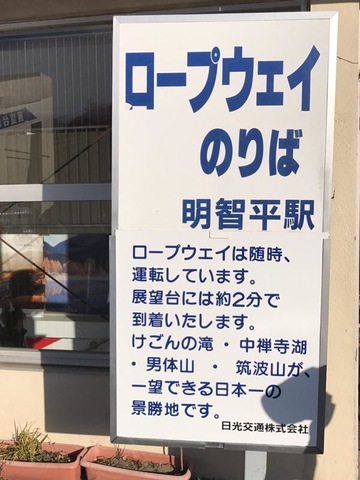 ロープウェイ
のりば
明智平駅
ロープウェイは随時、
運転しています。
展望台には約2分で
到着いたします。
けごんの滝・中禅寺湖
・男体山・筑波山が、
一望できる日本一の
景勝地です。
日光交通株式会社